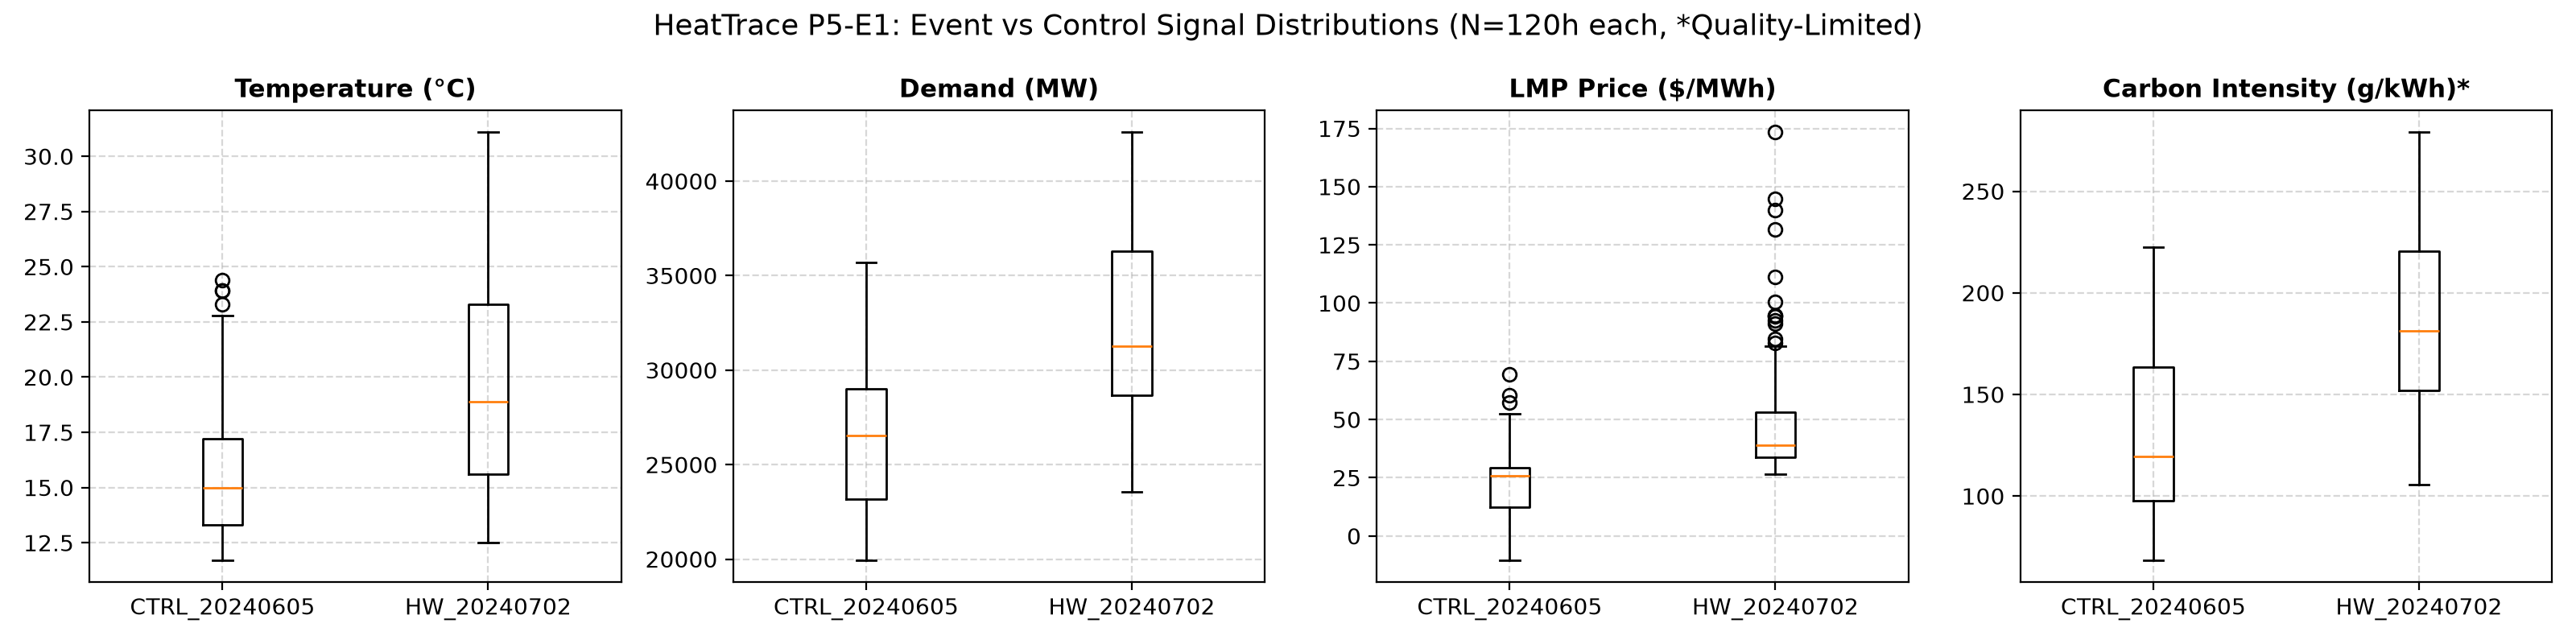 HeatTrace P5-E1: Event vs Control Signal Distributions (N=120h each, *Quality-Limited)
Temperature (°C)
30.0
27.5
25.0
22.5
20.0
17.5
15.0
12.5
CTRL_20240605 HW_20240702
Demand (MW)
40000
35000
30000
25000
20000
CTRL_20240605 HW_20240702
LMP Price ($/MWh)
175
150
125
100
75
50
25
0
CTRL_20240605 HW_20240702
Carbon Intensity (g/kWh)*
250
200
150
100
CTRL_20240605 HW_20240702